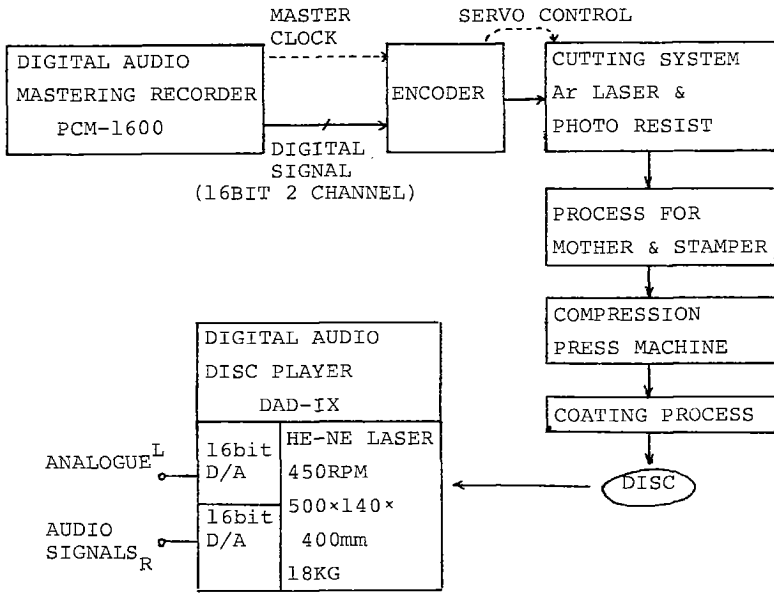 MASTER
CLOCK
SERVO CONTROL
DIGITAL AUDIO
MASTERING RECORDER
PCM-1600
ENCODER
CUTTING SYSTEM
Ar LASER &
PHOTO RESIST
DIGITAL
SIGNAL
(16BIT 2 CHANNEL)
PROCESS FOR
MOTHER & STAMPER
COMPRESSION
PRESS MACHINE
COATING PROCESS
DISC
DIGITAL AUDIO
DISC PLAYER
DAD-IX
16bit
D/A
16bit
D/A
HE-NE LASER
450RPM
500×140×
400mm
18KG
ANALOGUE L
AUDIO
SIGNALS R